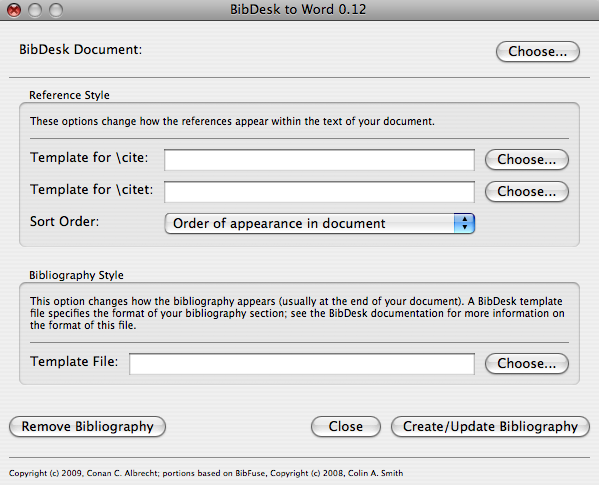 BibDesk to Word 0.12
BibDesk Document:
Choose...
Reference Style
These options change how the references appear within the text of your document.
Template for \cite:
Choose...
Template for \citet:
Choose...
Sort Order:
Order of appearance in document
Bibliography Style
This option changes how the bibliography appears (usually at the end of your document). A BibDesk template
file specifies the format of your bibliography section; see the BibDesk documentation for more information on
the format of this file.
Template File:
Choose...
Remove Bibliography
Close
Create/Update Bibliography
Copyright (c) 2009, Conan C. Albrecht; portions based on BibFuse, Copyright (c) 2008, Colin A. Smith